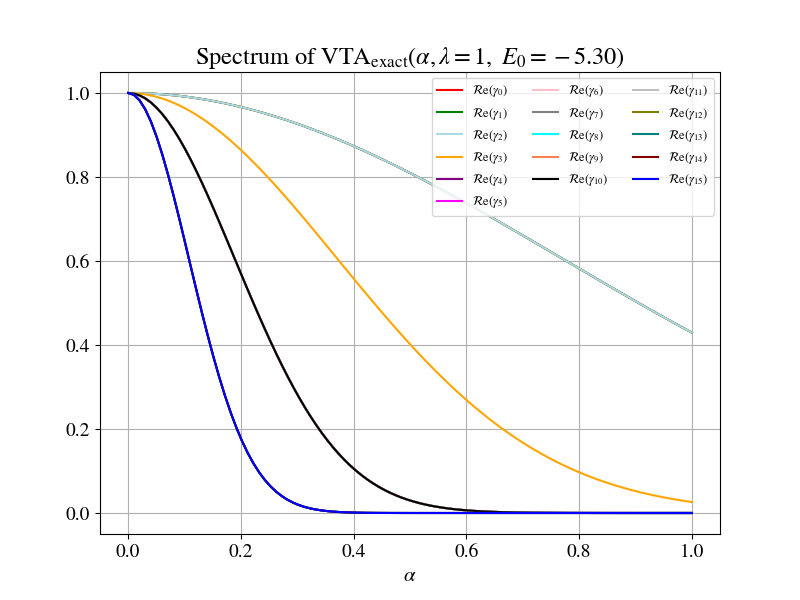 Spectrum of VTA_exact(α, λ = 1, E_0 = −5.30)
1.0
0.8
0.6
0.4
0.2
0.0
0.0 0.2 0.4 0.6 0.8 1.0
α
ℛe(γ_0)
ℛe(γ_1)
ℛe(γ_2)
ℛe(γ_3)
ℛe(γ_4)
ℛe(γ_5)
ℛe(γ_6)
ℛe(γ_7)
ℛe(γ_8)
ℛe(γ_9)
ℛe(γ_10)
ℛe(γ_11)
ℛe(γ_12)
ℛe(γ_13)
ℛe(γ_14)
ℛe(γ_15)